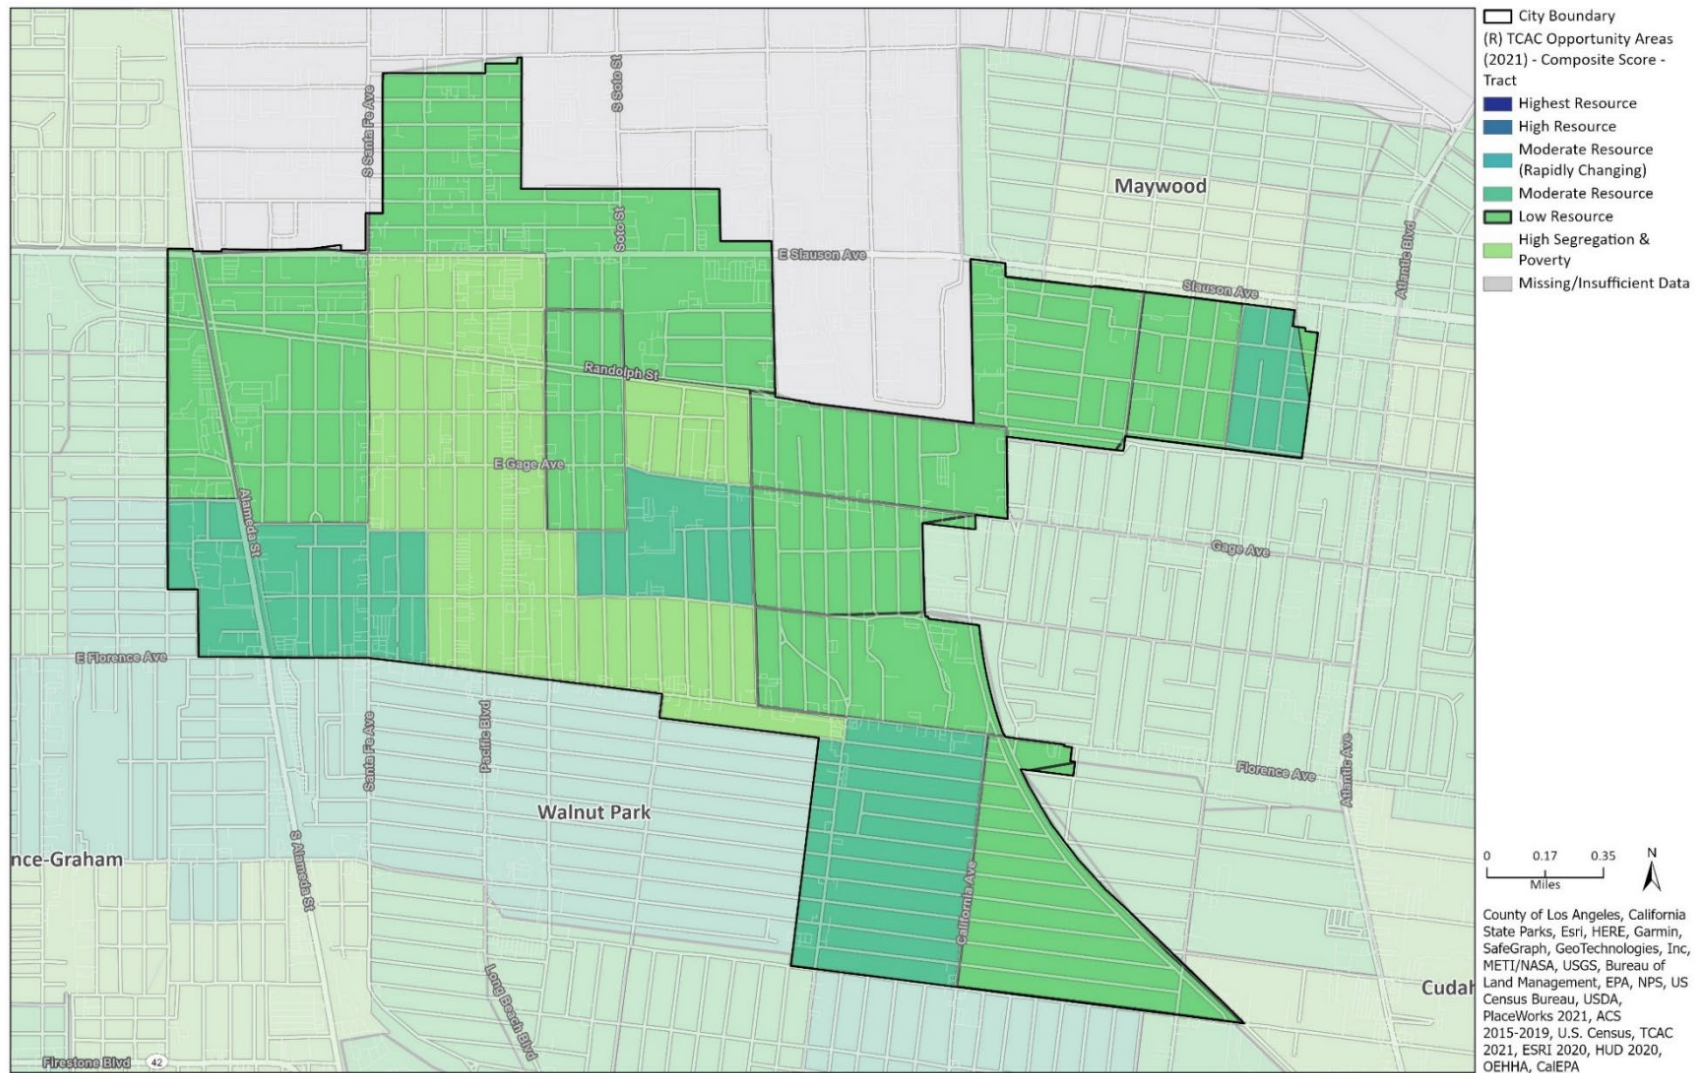 City Boundary
(R) TCAC Opportunity Areas
(2021) - Composite Score -
Tract
Highest Resource
High Resource
Moderate Resource
(Rapidly Changing)
Moderate Resource
Low Resource
High Segregation &
Poverty
Missing/Insufficient Data
S Santa Fe Ave
S Soto St
Soto St
Maywood
Atlantic Blvd
E Slauson Ave
Slauson Ave
Randolph St
E Gage Ave
Alameda St
Gage Ave
E Florence Ave
Santa Fe Ave
Pacific Blvd
Florence Ave
Atlantic Ave
Walnut Park
nce-Graham
S Alameda St
California Ave
Long Beach Blvd
Cudah
Firestone Blvd
42
0 0.17 0.35
Miles
N
County of Los Angeles, California
State Parks, Esri, HERE, Garmin,
SafeGraph, GeoTechnologies, Inc,
METI/NASA, USGS, Bureau of
Land Management, EPA, NPS, US
Census Bureau, USDA,
PlaceWorks 2021, ACS
2015-2019, U.S. Census, TCAC
2021, ESRI 2020, HUD 2020,
OEHHA, CalEPA